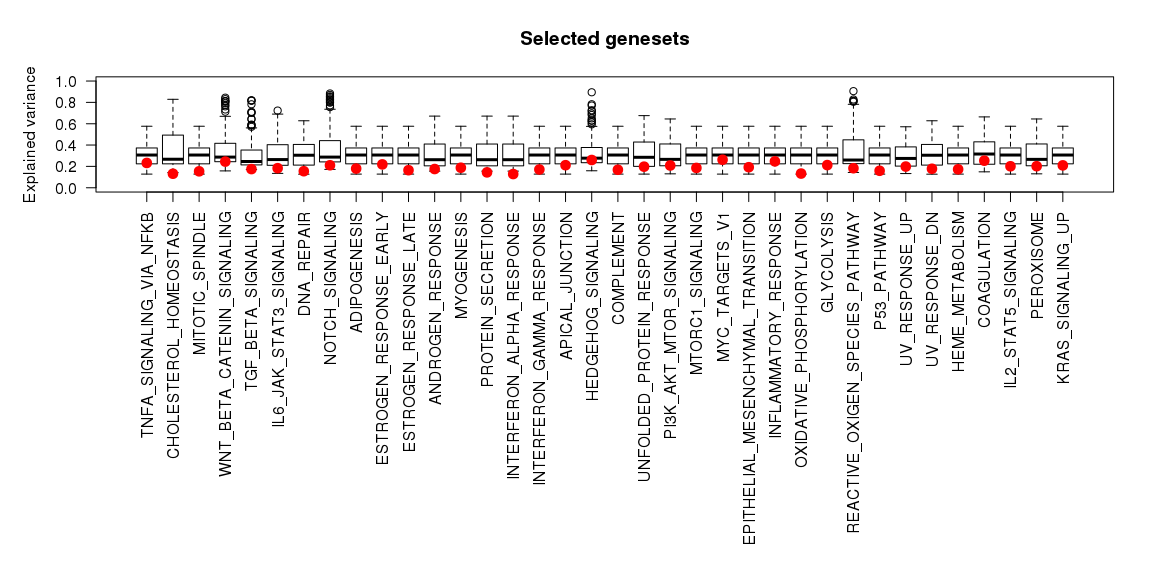 Selected genesets
Explained variance
1.0
0.8
0.6
0.4
0.2
0.0
TNFA_SIGNALING_VIA_NFKB
CHOLESTEROL_HOMEOSTASIS
MITOTIC_SPINDLE
WNT_BETA_CATENIN_SIGNALING
TGF_BETA_SIGNALING
IL6_JAK_STAT3_SIGNALING
DNA_REPAIR
NOTCH_SIGNALING
ADIPOGENESIS
ESTROGEN_RESPONSE_EARLY
ESTROGEN_RESPONSE_LATE
ANDROGEN_RESPONSE
MYOGENESIS
PROTEIN_SECRETION
INTERFERON_ALPHA_RESPONSE
INTERFERON_GAMMA_RESPONSE
APICAL_JUNCTION
HEDGEHOG_SIGNALING
COMPLEMENT
UNFOLDED_PROTEIN_RESPONSE
PI3K_AKT_MTOR_SIGNALING
MTORC1_SIGNALING
MYC_TARGETS_V1
EPITHELIAL_MESENCHYMAL_TRANSITION
INFLAMMATORY_RESPONSE
OXIDATIVE_PHOSPHORYLATION
GLYCOLYSIS
REACTIVE_OXIGEN_SPECIES_PATHWAY
P53_PATHWAY
UV_RESPONSE_UP
UV_RESPONSE_DN
HEME_METABOLISM
COAGULATION
IL2_STAT5_SIGNALING
PEROXISOME
KRAS_SIGNALING_UP